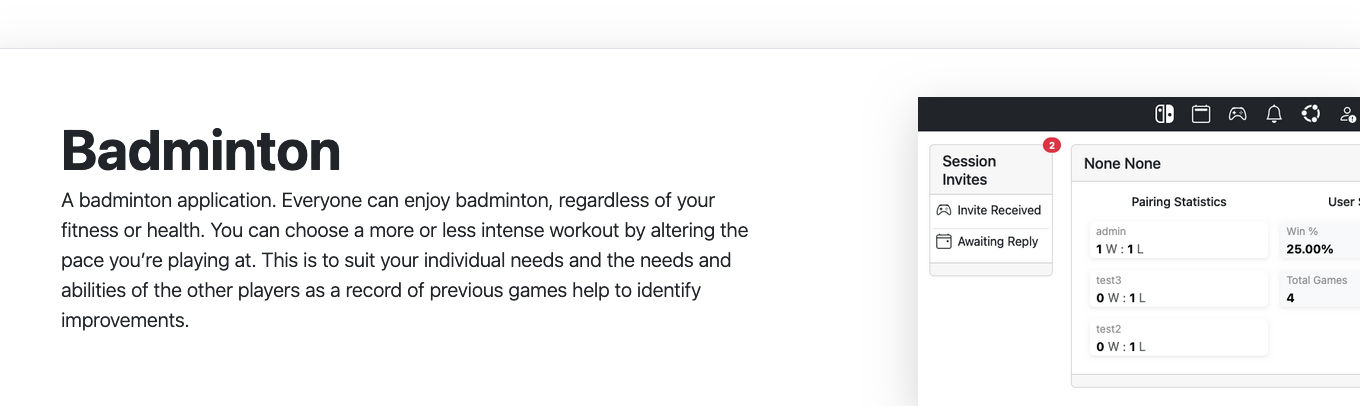 Badminton
A badminton application. Everyone can enjoy badminton, regardless of your
fitness or health. You can choose a more or less intense workout by altering the
pace you’re playing at. This is to suit your individual needs and the needs and
abilities of the other players as a record of previous games help to identify
improvements.
2
Session
Invites
Invite Received
Awaiting Reply
None None
Pairing Statistics
admin
1 W : 1 L
test3
0 W : 1 L
test2
0 W : 1 L
User
Win %
25.00%
Total Games
4